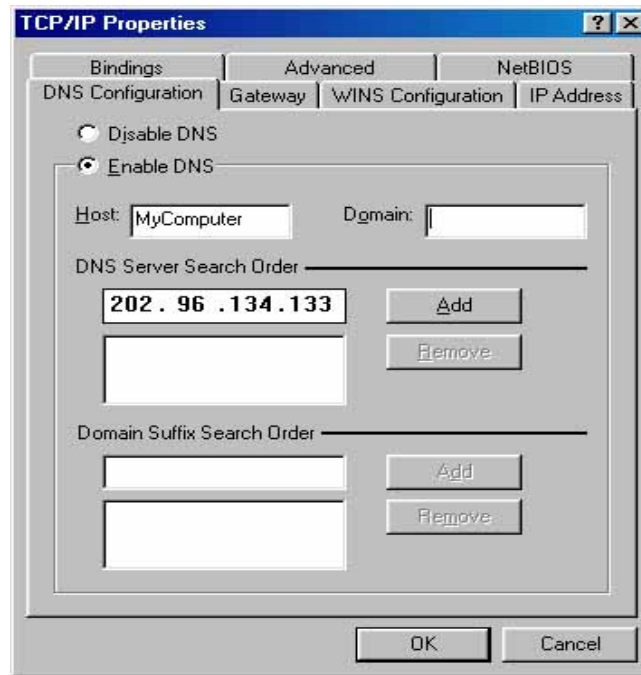 TCP/IP Properties
? X
Bindings Advanced NetBIOS
DNS Configuration Gateway WINS Configuration IP Address
Disable DNS
Enable DNS
Host: MyComputer Domain:
DNS Server Search Order
202 . 96 .134.133 Add
Remove
Domain Suffix Search Order
Add
Remove
OK Cancel